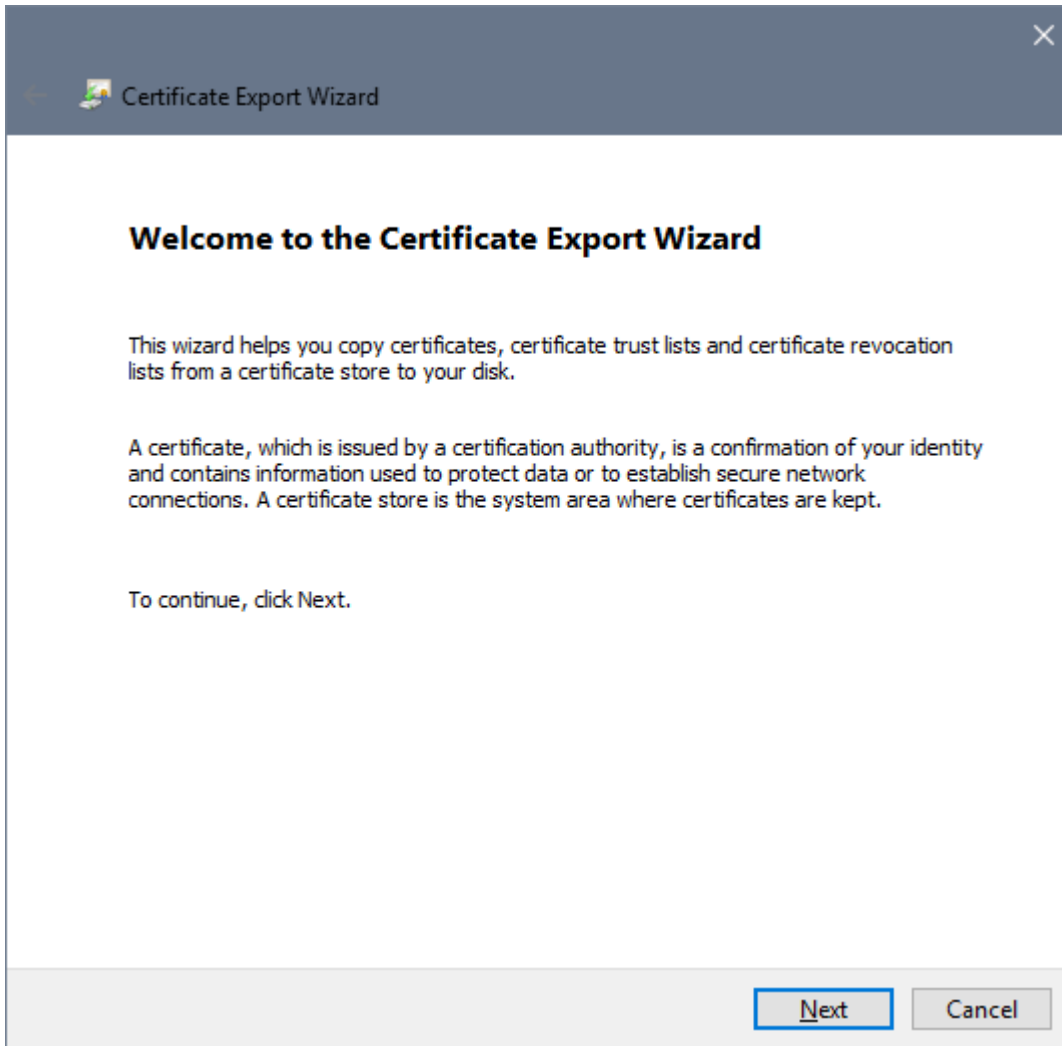 Certificate Export Wizard
Welcome to the Certificate Export Wizard
This wizard helps you copy certificates, certificate trust lists and certificate revocation
lists from a certificate store to your disk.
A certificate, which is issued by a certification authority, is a confirmation of your identity
and contains information used to protect data or to establish secure network
connections. A certificate store is the system area where certificates are kept.
To continue, click Next.
Next Cancel